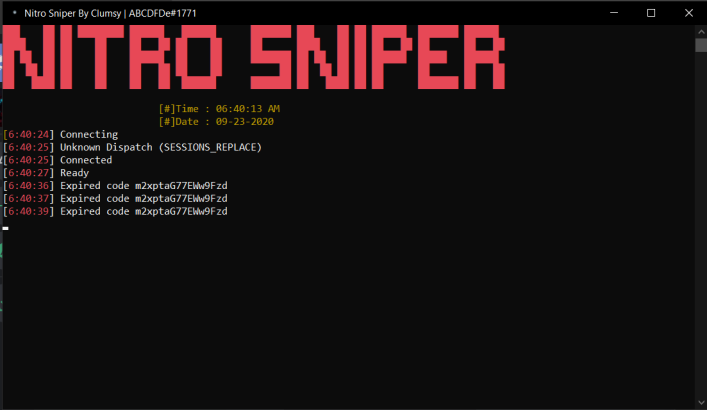 Nitro Sniper By Clumsy | ABCDFDe#1771
NITRO SNIPER
[#]Time : 06:40:13 AM
[#]Date : 09-23-2020
[6:40:24] Connecting
[6:40:25] Unknown Dispatch (SESSIONS_REPLACE)
[6:40:25] Connected
[6:40:27] Ready
[6:40:36] Expired code m2xptaG77EWw9Fzd
[6:40:37] Expired code m2xptaG77EWw9Fzd
[6:40:39] Expired code m2xptaG77EWw9Fzd